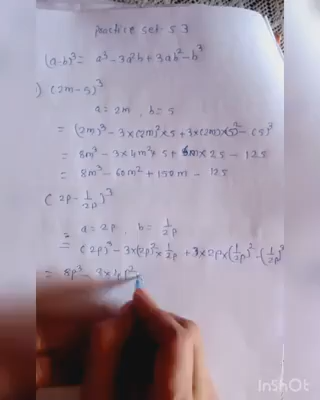 Practice set 5.3
(a-b)³ = a³ - 3a²b + 3ab² - b³
) (2m - 5)³
a = 2m , b = 5
= (2m)³ - 3×(2m)² × 5 + 3×(2m)×(5)² - (5)³
= 8m³ - 3×4m² × 5 + 6m × 25 - 125
= 8m³ - 60m² + 150m - 125
(2p - 1/2p)³
a = 2p , b = 1/2p
= (2p)³ - 3×(2p)² × 1/2p + 3×2p×(1/2p)² - (1/2p)³
= 8p³ - 3×4p² ×
InShOt